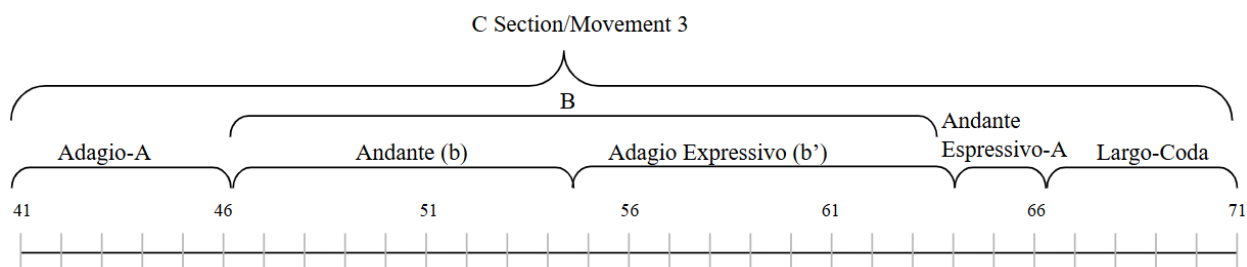 C Section/Movement 3
B
Adagio-A
Andante (b)
Adagio Expressivo (b’)
Andante
Espressivo-A
Largo-Coda
41 46 51 56 61 66 71